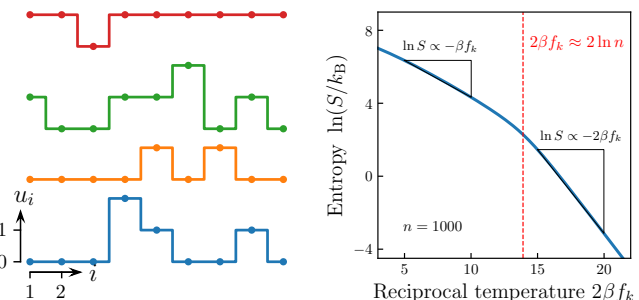 u_i
1
0
i
1 2
Entropy ln(S/k_B)
8
4
0
−4
ln S ∝ −βf_k
2βf_k ≈ 2 ln n
ln S ∝ −2βf_k
n = 1000
5 10 15 20
Reciprocal temperature 2βf_k